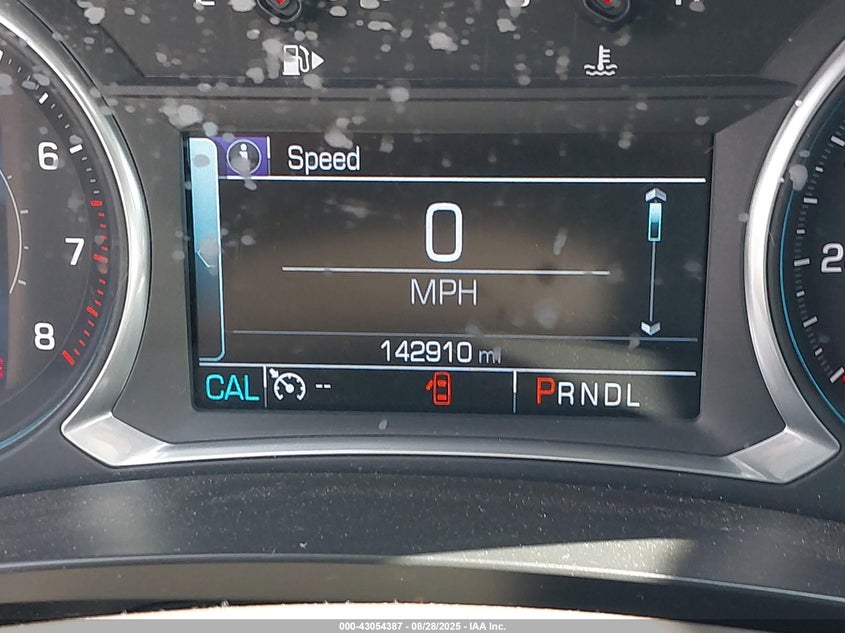 Speed
6
0
7
2
MPH
8
142910 mi
CAL -- PRNDL
000-43054387 - 08/28/2025 - IAA Inc.